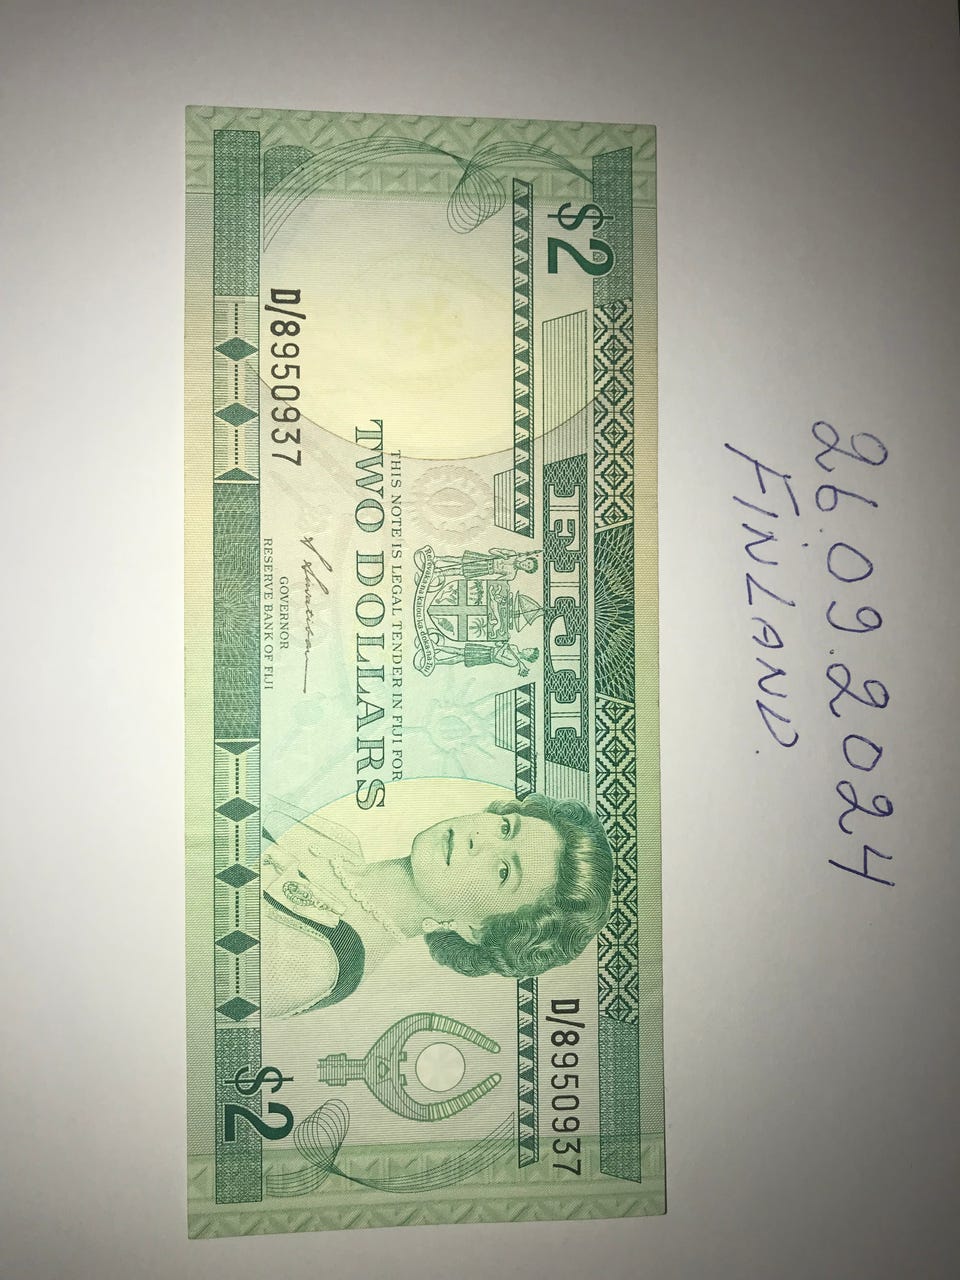 26.09.2024
FINLAND.
$2
FIJI
D/8950937
THIS NOTE IS LEGAL TENDER IN FIJI FOR
TWO DOLLARS
D/8950937
GOVERNOR
RESERVE BANK OF FIJI
$2